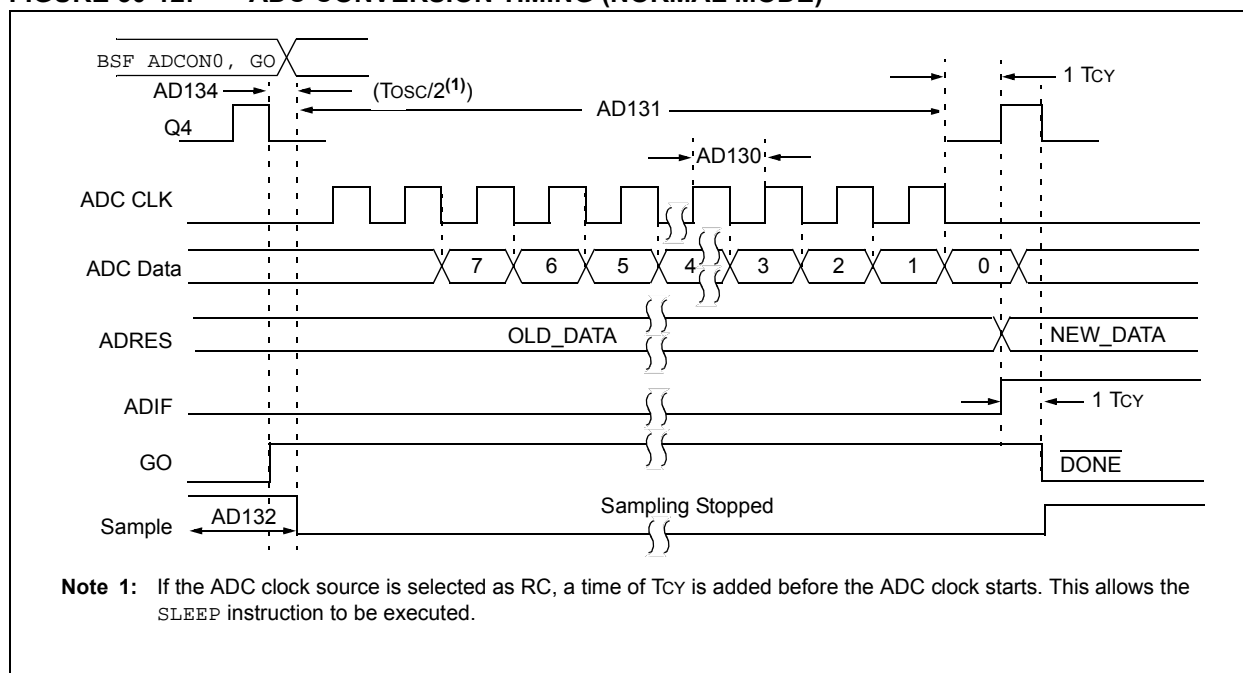 BSF ADCON0, GO
AD134
(TOSC/2(1))
AD131
1 TCY
Q4
AD130
ADC CLK
ADC Data
7 6 5 4 3 2 1 0
ADRES
OLD_DATA
NEW_DATA
ADIF
1 TCY
GO
DONE
Sample
AD132
Sampling Stopped
Note 1: If the ADC clock source is selected as RC, a time of TCY is added before the ADC clock starts. This allows the
SLEEP instruction to be executed.